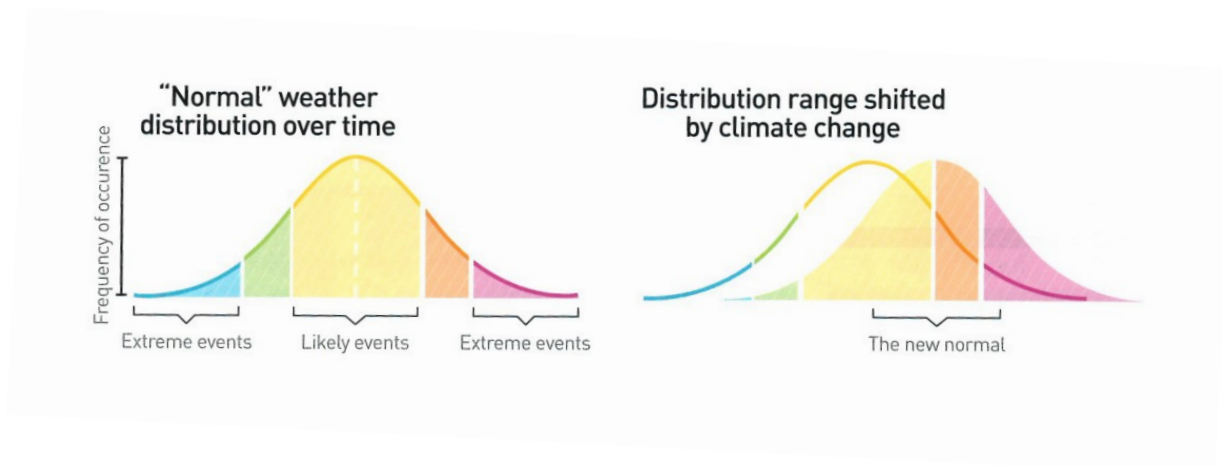 “Normal” weather
distribution over time
Frequency of occurence
Extreme events
Likely events
Extreme events
Distribution range shifted
by climate change
The new normal